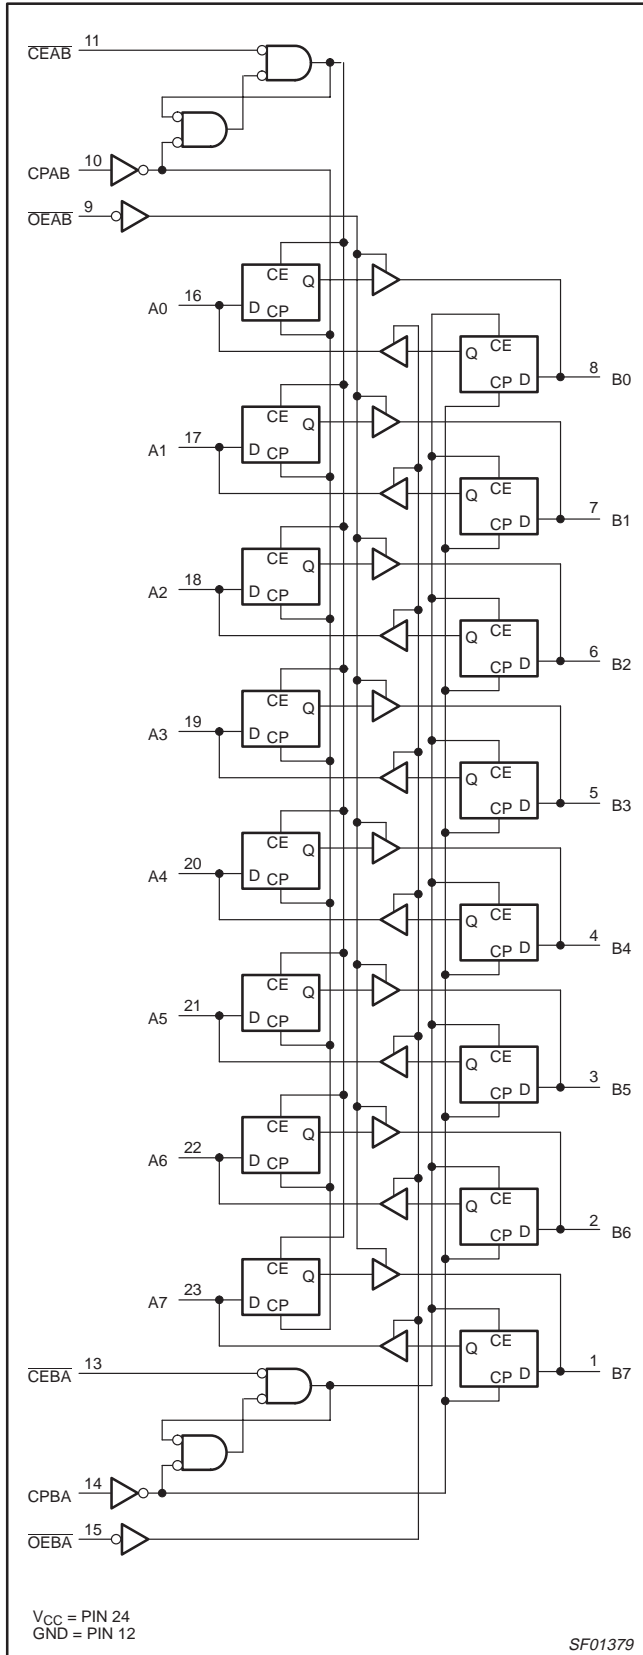 CEAB 11
CPAB 10
OEAB 9
CE
D Q
CP
A0 16
Q CE
CP D
8 B0
CE
D Q
CP
A1 17
Q CE
CP D
7 B1
CE
D Q
CP
A2 18
Q CE
CP D
6 B2
CE
D Q
CP
A3 19
Q CE
CP D
5 B3
CE
D Q
CP
A4 20
Q CE
CP D
4 B4
CE
D Q
CP
A5 21
Q CE
CP D
3 B5
CE
D Q
CP
A6 22
Q CE
CP D
2 B6
CE
D Q
CP
A7 23
Q CE
CP D
1 B7
CEBA 13
CPBA 14
OEBA 15
VCC = PIN 24
GND = PIN 12
SF01379